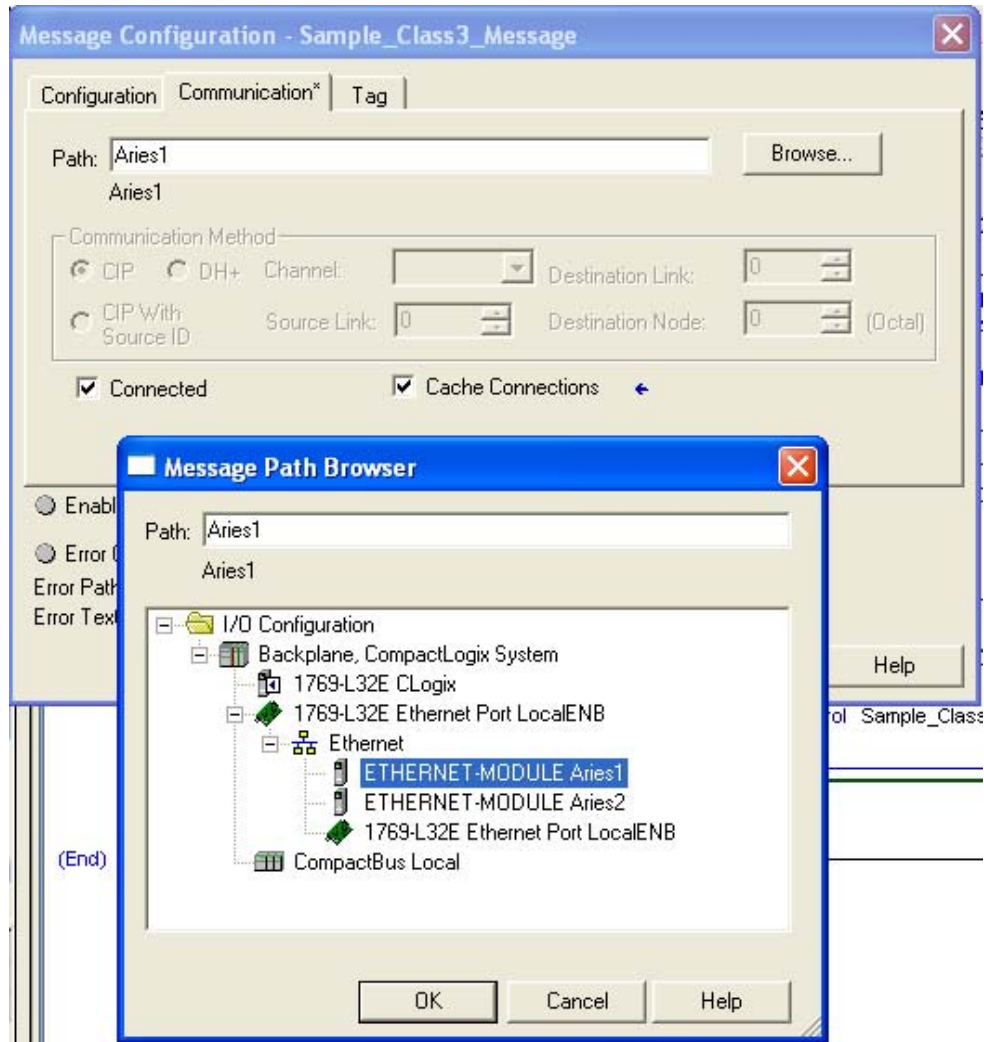 Message Configuration - Sample_Class3_Message
Configuration Communication* Tag
Path: Aries1 Browse...
Aries1
Communication Method
CIP DH+ Channel: Destination Link: 0
CIP With Source ID Source Link: 0 Destination Node: 0 (Octal)
Connected Cache Connections
Enabl
Error
Error Path
Error Text
Help
Message Path Browser
Path: Aries1
Aries1
I/O Configuration
Backplane, CompactLogix System
1769-L32E CLogix
1769-L32E Ethernet Port LocalENB
Ethernet
ETHERNET-MODULE Aries1
ETHERNET-MODULE Aries2
1769-L32E Ethernet Port LocalENB
CompactBus Local
OK Cancel Help
rol Sample_Class
(End)